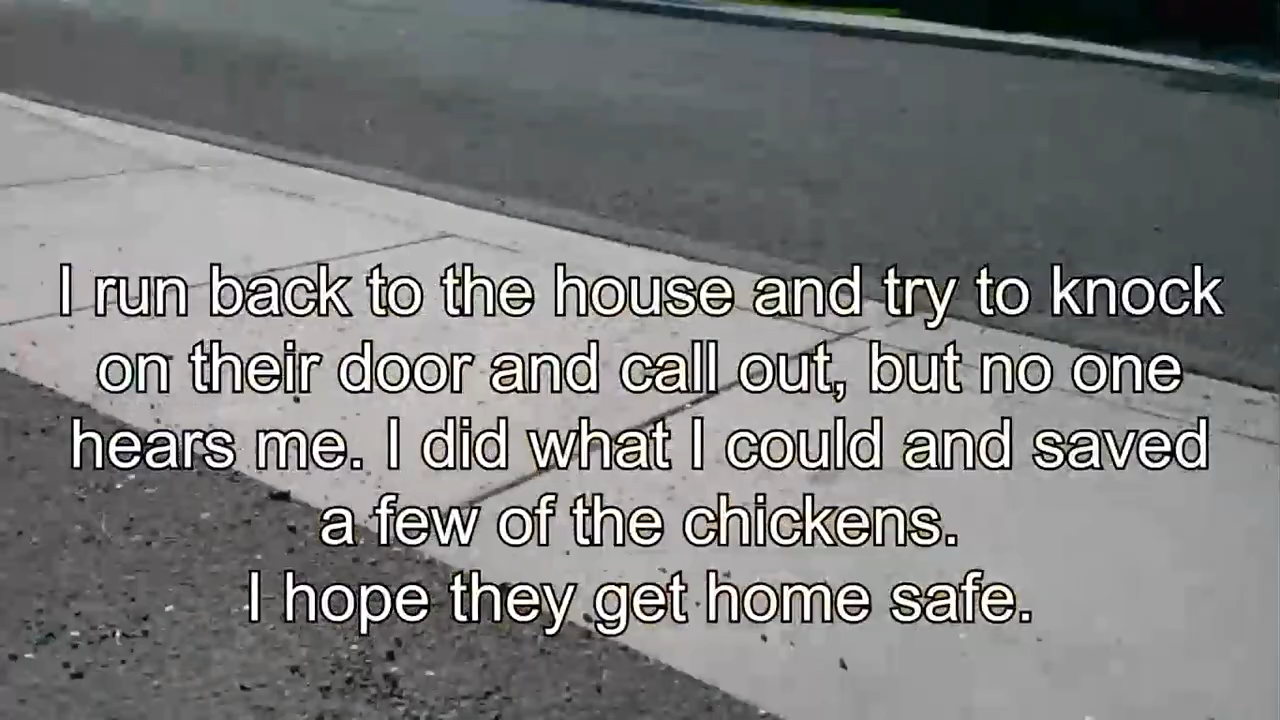 I run back to the house and try to knock
on their door and call out, but no one
hears me. I did what I could and saved
a few of the chickens.
I hope they get home safe.